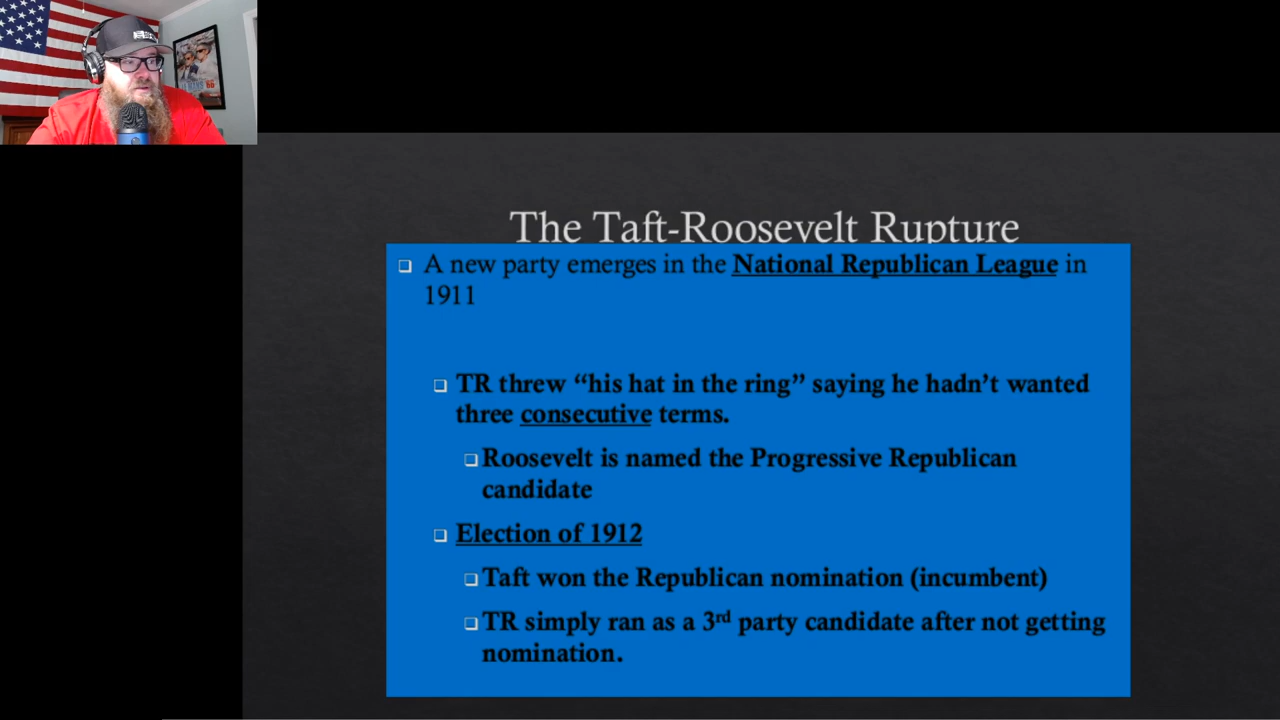 The Taft-Roosevelt Rupture
❑ A new party emerges in the National Republican League in
1911
❑ TR threw “his hat in the ring” saying he hadn’t wanted
three consecutive terms.
❑ Roosevelt is named the Progressive Republican
candidate
❑ Election of 1912
❑ Taft won the Republican nomination (incumbent)
❑ TR simply ran as a 3rd party candidate after not getting
nomination.